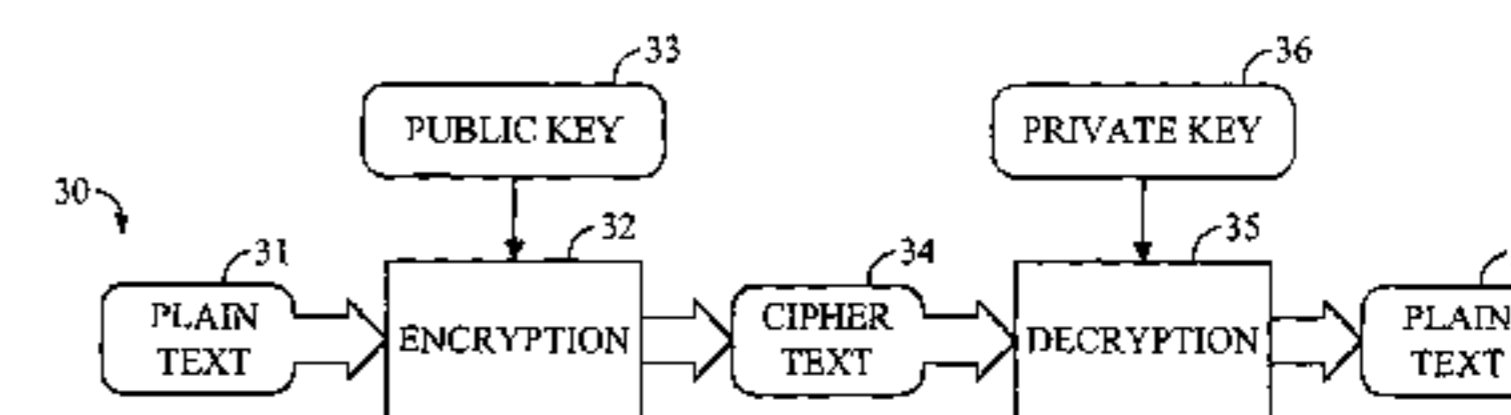 33
36
PUBLIC KEY
PRIVATE KEY
30
32
35
31
34
PLAIN
TEXT
ENCRYPTION
CIPHER
TEXT
DECRYPTION
PLAIN
TEXT